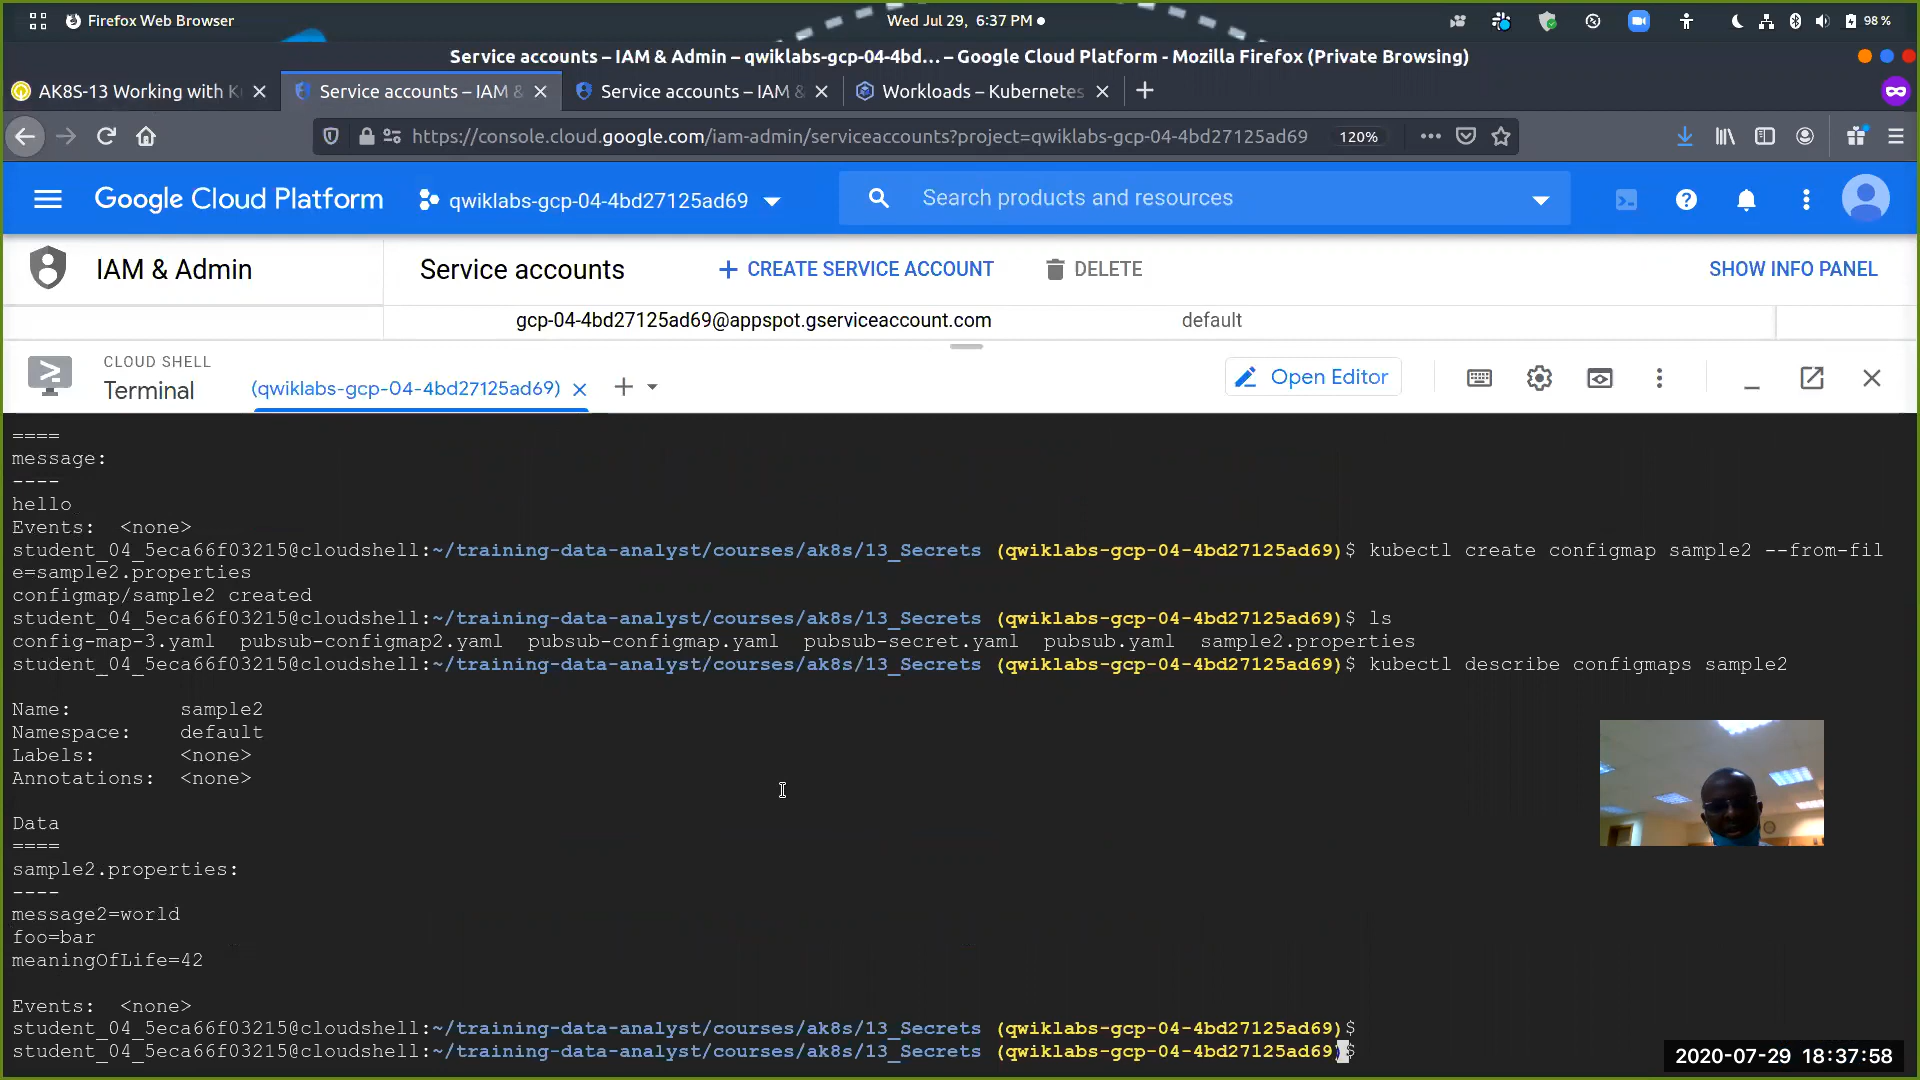 Firefox Web Browser
Wed Jul 29, 6:37 PM
98 %
Service accounts – IAM & Admin – qwiklabs-gcp-04-4bd... – Google Cloud Platform - Mozilla Firefox (Private Browsing)
AK8S-13 Working with K
Service accounts – IAM &
Service accounts – IAM &
Workloads – Kubernetes
https://console.cloud.google.com/iam-admin/serviceaccounts?project=qwiklabs-gcp-04-4bd27125ad69
120%
Google Cloud Platform
qwiklabs-gcp-04-4bd27125ad69
Search products and resources
IAM & Admin
Service accounts
CREATE SERVICE ACCOUNT
DELETE
SHOW INFO PANEL
gcp-04-4bd27125ad69@appspot.gserviceaccount.com
default
CLOUD SHELL
Terminal
(qwiklabs-gcp-04-4bd27125ad69)
Open Editor
====
message:
----
hello
Events:  <none>
student_04_5eca66f03215@cloudshell:~/training-data-analyst/courses/ak8s/13_Secrets (qwiklabs-gcp-04-4bd27125ad69)$ kubectl create configmap sample2 --from-fil
e=sample2.properties
configmap/sample2 created
student_04_5eca66f03215@cloudshell:~/training-data-analyst/courses/ak8s/13_Secrets (qwiklabs-gcp-04-4bd27125ad69)$ ls
config-map-3.yaml  pubsub-configmap2.yaml  pubsub-configmap.yaml  pubsub-secret.yaml  pubsub.yaml  sample2.properties
student_04_5eca66f03215@cloudshell:~/training-data-analyst/courses/ak8s/13_Secrets (qwiklabs-gcp-04-4bd27125ad69)$ kubectl describe configmaps sample2
Name:         sample2
Namespace:    default
Labels:       <none>
Annotations:  <none>
Data
====
sample2.properties:
----
message2=world
foo=bar
meaningOfLife=42
Events:  <none>
student_04_5eca66f03215@cloudshell:~/training-data-analyst/courses/ak8s/13_Secrets (qwiklabs-gcp-04-4bd27125ad69)$
student_04_5eca66f03215@cloudshell:~/training-data-analyst/courses/ak8s/13_Secrets (qwiklabs-gcp-04-4bd27125ad69)$
2020-07-29 18:37:58